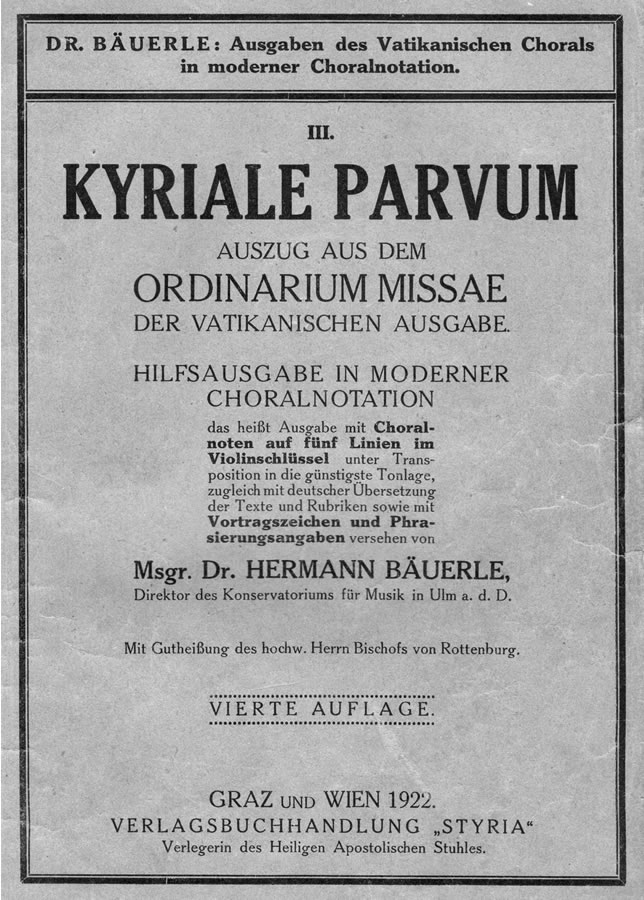 DR. BÄUERLE: Ausgaben des Vatikanischen Chorals
in moderner Choralnotation.
III.
KYRIALE PARVUM
AUSZUG AUS DEM
ORDINARIUM MISSAE
DER VATIKANISCHEN AUSGABE.
HILFSAUSGABE IN MODERNER
CHORALNOTATION
das heißt Ausgabe mit Choral-
noten auf fünf Linien im
Violinschlüssel unter Trans-
position in die günstigste Tonlage,
zugleich mit deutscher Übersetzung
der Texte und Rubriken sowie mit
Vortragszeichen und Phra-
sierungsangaben versehen von
Msgr. Dr. HERMANN BÄUERLE,
Direktor des Konservatoriums für Musik in Ulm a. d. D.
Mit Gutheißung des hochw. Herrn Bischofs von Rottenburg.
VIERTE AUFLAGE.
GRAZ UND WIEN 1922.
VERLAGSBUCHHANDLUNG „STYRIA“
Verlegerin des Heiligen Apostolischen Stuhles.